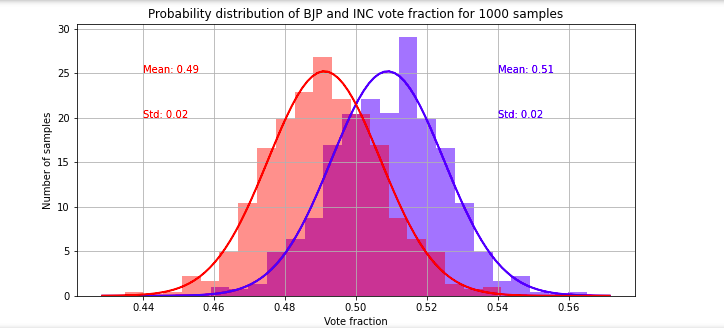 Probability distribution of BJP and INC vote fraction for 1000 samples
30
25
20
15
10
5
0
Number of samples
Mean: 0.49
Std: 0.02
Mean: 0.51
Std: 0.02
0.44 0.46 0.48 0.50 0.52 0.54 0.56
Vote fraction